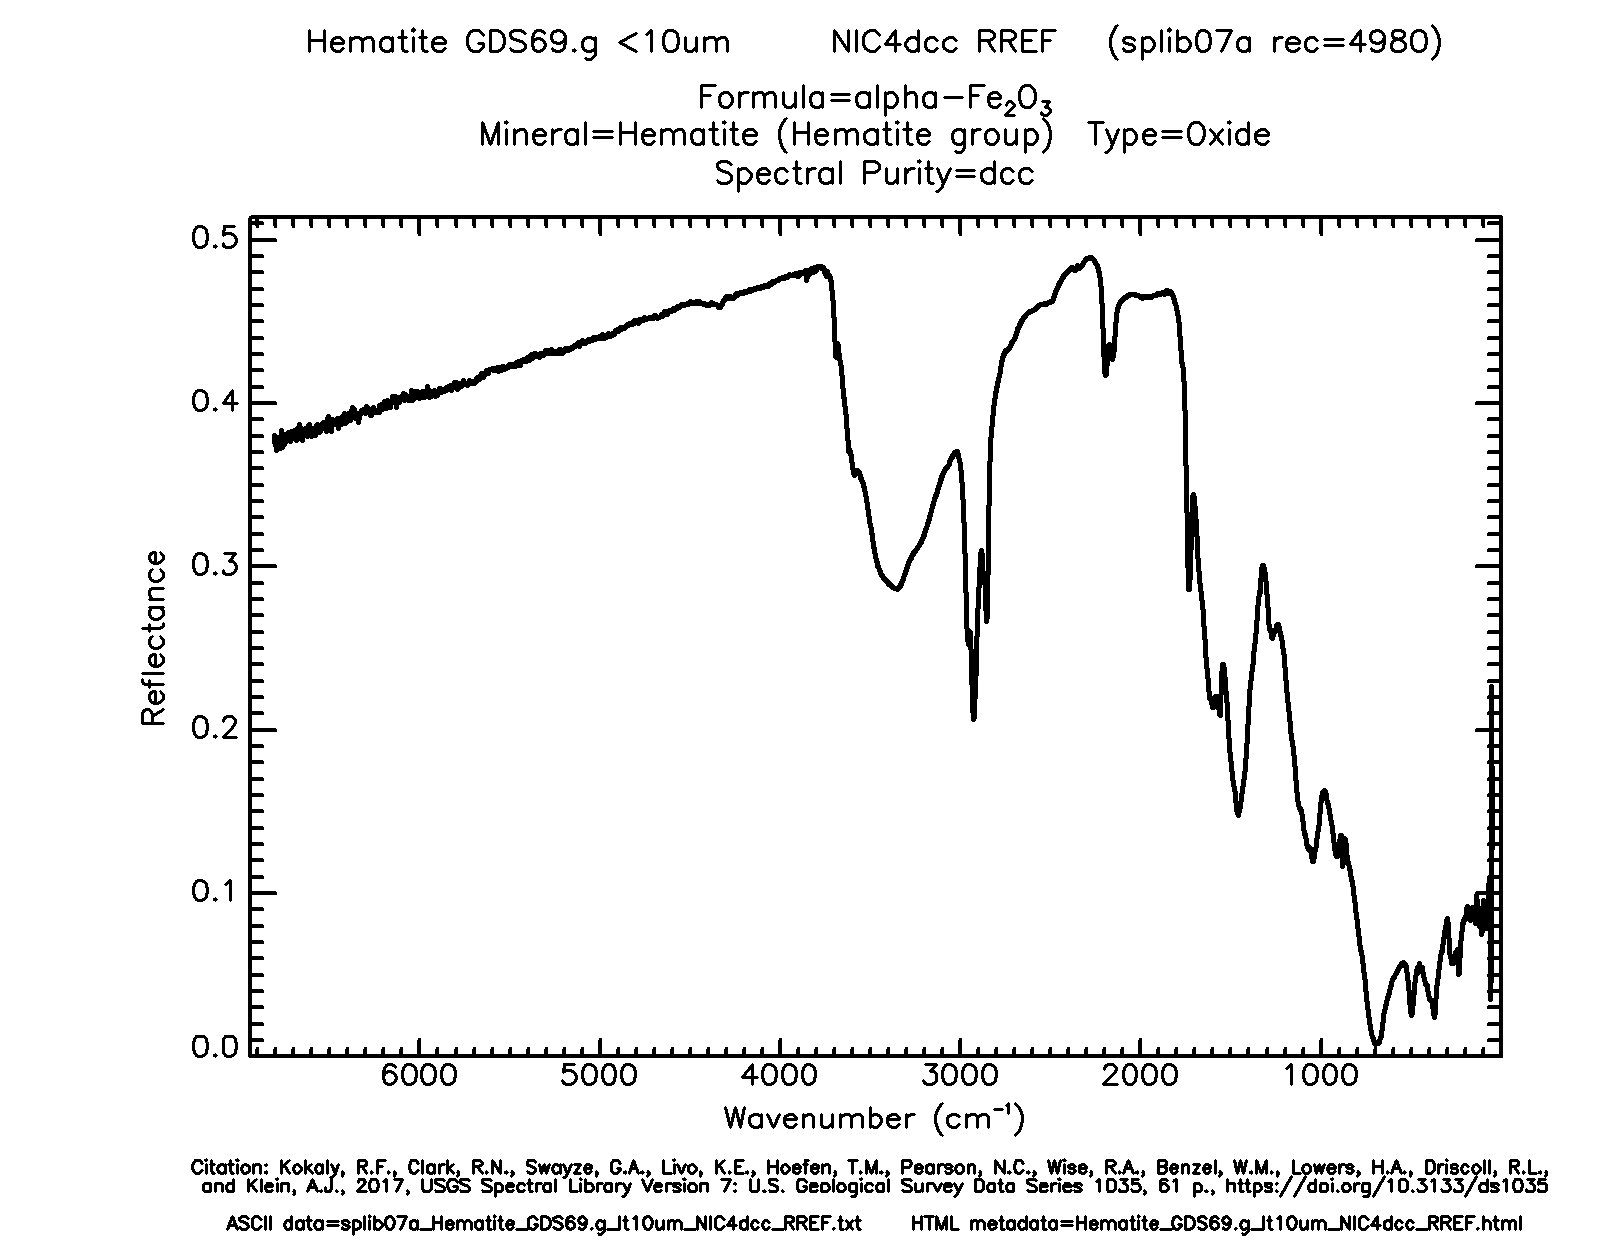 Hematite GDS69.g <10um NIC4dcc RREF (splib07a rec=4980)
Formula=alpha-Fe₂O₃
Mineral=Hematite (Hematite group) Type=Oxide
Spectral Purity=dcc
0.5
0.4
0.3
0.2
0.1
0.0
Reflectance
6000 5000 4000 3000 2000 1000
Wavenumber (cm⁻¹)
Citation: Kokaly, R.F., Clark, R.N., Swayze, G.A., Livo, K.E., Hoefen, T.M., Pearson, N.C., Wise, R.A., Benzel, W.M., Lowers, H.A., Driscoll, R.L.,
and Klein, A.J., 2017, USGS Spectral Library Version 7: U.S. Geological Survey Data Series 1035, 61 p., https://doi.org/10.3133/ds1035
ASCII data=splib07a_Hematite_GDS69.g_lt10um_NIC4dcc_RREF.txt HTML metadata=Hematite_GDS69.g_lt10um_NIC4dcc_RREF.html